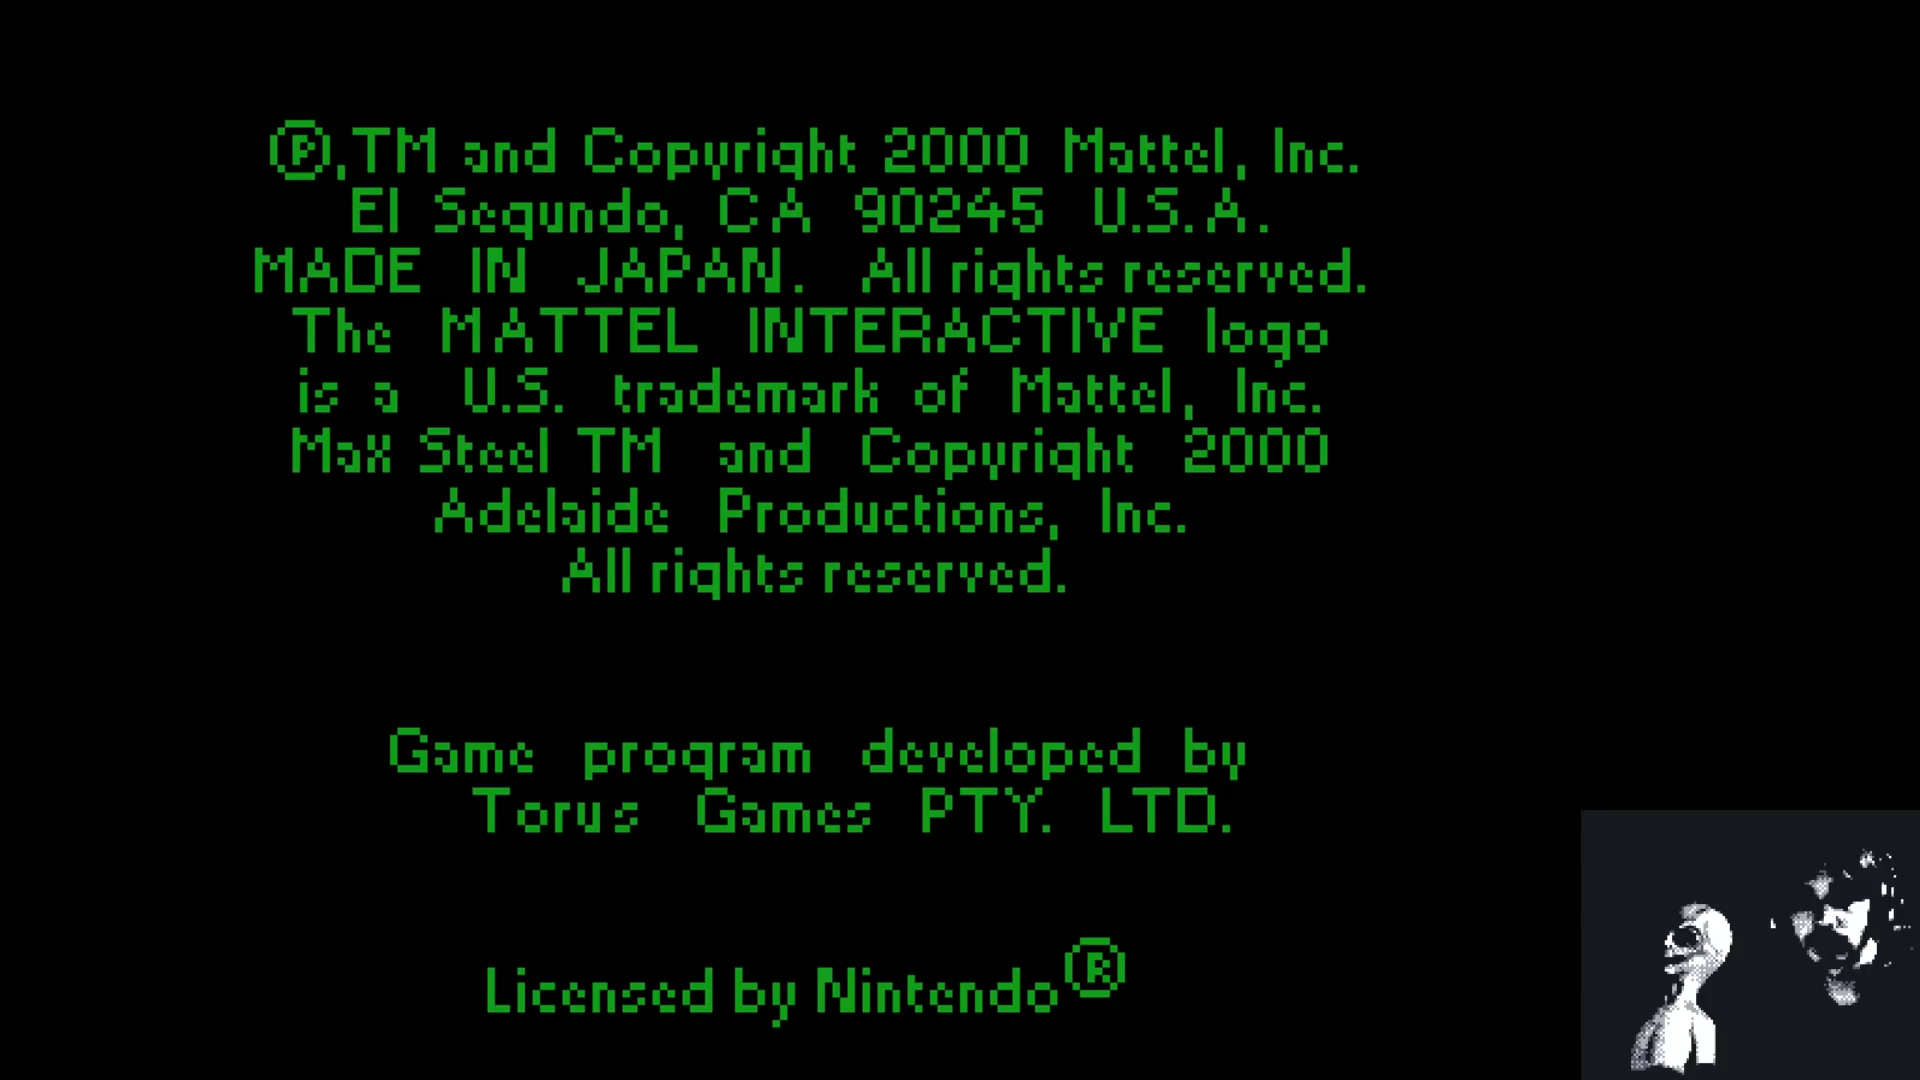 Ⓟ,TM and Copyright 2000 Mattel, Inc.
El Segundo, CA 90245 U.S.A.
MADE IN JAPAN. All rights reserved.
The MATTEL INTERACTIVE logo
is a U.S. trademark of Mattel, Inc.
Max Steel TM and Copyright 2000
Adelaide Productions, Inc.
All rights reserved.
Game program developed by
Torus Games PTY. LTD.
Licensed by Nintendo®